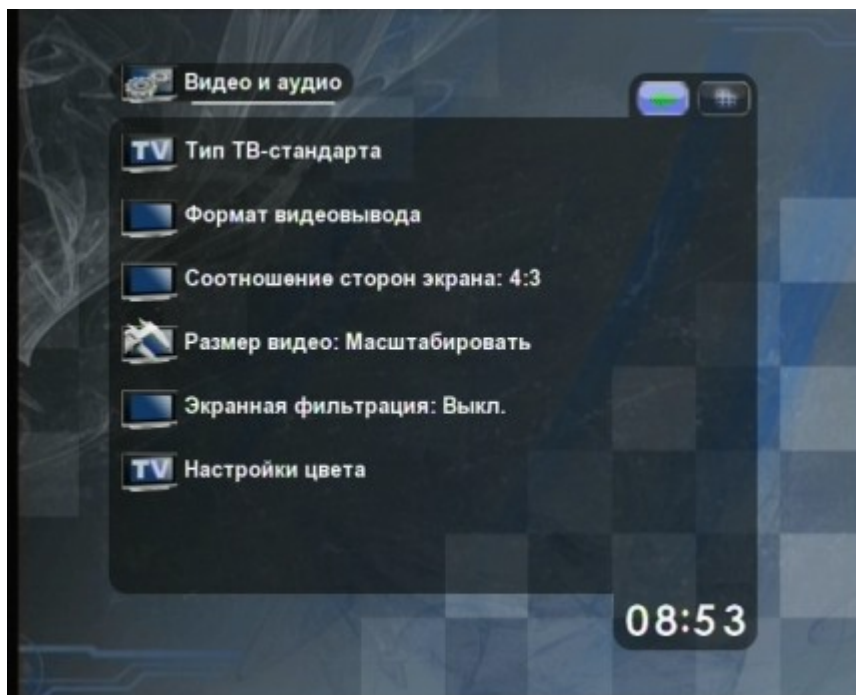 Видео и аудио
TV Тип ТВ-стандарта
Формат видеовывода
Соотношение сторон экрана: 4:3
Размер видео: Масштабировать
Экранная фильтрация: Выкл.
TV Настройки цвета
08:53